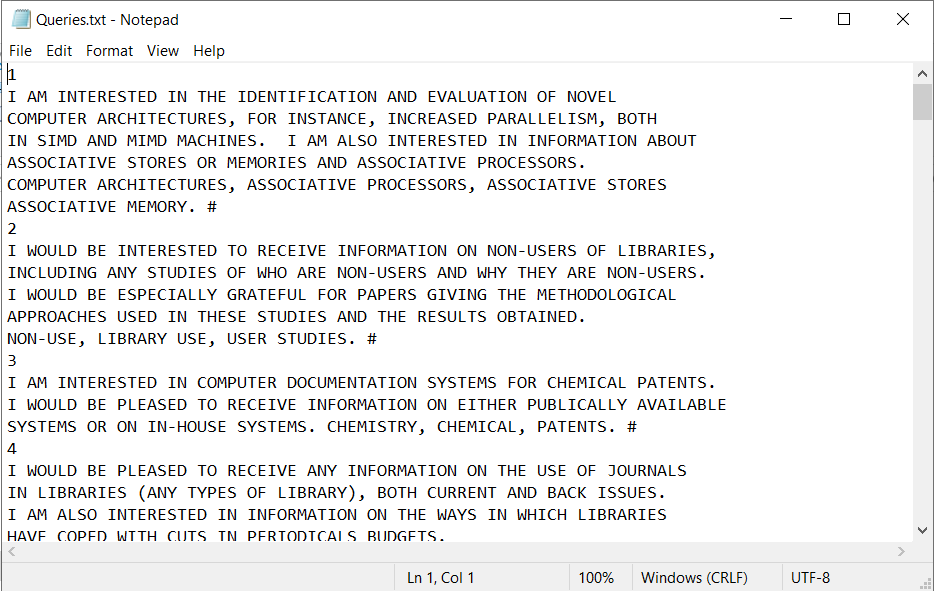 Queries.txt - Notepad
File Edit Format View Help
1
I AM INTERESTED IN THE IDENTIFICATION AND EVALUATION OF NOVEL
COMPUTER ARCHITECTURES, FOR INSTANCE, INCREASED PARALLELISM, BOTH
IN SIMD AND MIMD MACHINES.  I AM ALSO INTERESTED IN INFORMATION ABOUT
ASSOCIATIVE STORES OR MEMORIES AND ASSOCIATIVE PROCESSORS.
COMPUTER ARCHITECTURES, ASSOCIATIVE PROCESSORS, ASSOCIATIVE STORES
ASSOCIATIVE MEMORY. #
2
I WOULD BE INTERESTED TO RECEIVE INFORMATION ON NON-USERS OF LIBRARIES,
INCLUDING ANY STUDIES OF WHO ARE NON-USERS AND WHY THEY ARE NON-USERS.
I WOULD BE ESPECIALLY GRATEFUL FOR PAPERS GIVING THE METHODOLOGICAL
APPROACHES USED IN THESE STUDIES AND THE RESULTS OBTAINED.
NON-USE, LIBRARY USE, USER STUDIES. #
3
I AM INTERESTED IN COMPUTER DOCUMENTATION SYSTEMS FOR CHEMICAL PATENTS.
I WOULD BE PLEASED TO RECEIVE INFORMATION ON EITHER PUBLICALLY AVAILABLE
SYSTEMS OR ON IN-HOUSE SYSTEMS. CHEMISTRY, CHEMICAL, PATENTS. #
4
I WOULD BE PLEASED TO RECEIVE ANY INFORMATION ON THE USE OF JOURNALS
IN LIBRARIES (ANY TYPES OF LIBRARY), BOTH CURRENT AND BACK ISSUES.
I AM ALSO INTERESTED IN INFORMATION ON THE WAYS IN WHICH LIBRARIES
HAVE COPED WITH CUTS IN PERIODICALS BUDGETS.
Ln 1, Col 1 100% Windows (CRLF) UTF-8